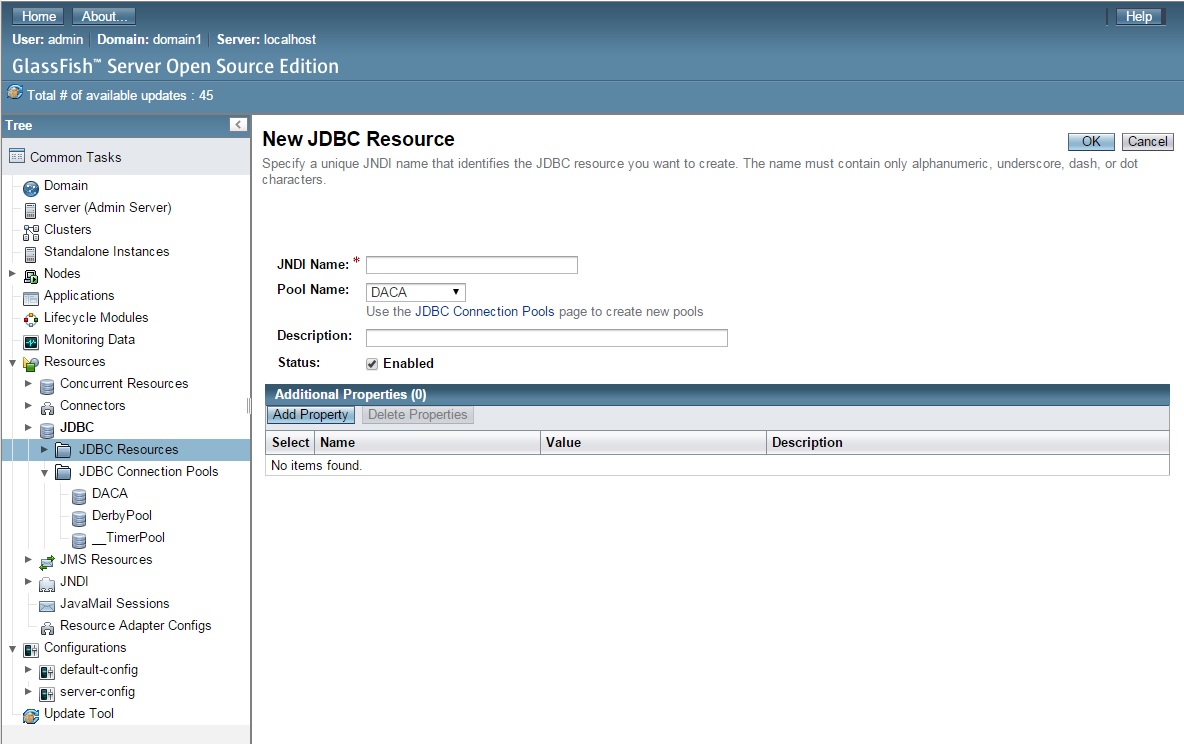 Home About... Help
User: admin Domain: domain1 Server: localhost
GlassFish™ Server Open Source Edition
Total # of available updates : 45
Tree
Common Tasks
Domain
server (Admin Server)
Clusters
Standalone Instances
Nodes
Applications
Lifecycle Modules
Monitoring Data
Resources
Concurrent Resources
Connectors
JDBC
JDBC Resources
JDBC Connection Pools
DACA
DerbyPool
__TimerPool
JMS Resources
JNDI
JavaMail Sessions
Resource Adapter Configs
Configurations
default-config
server-config
Update Tool
New JDBC Resource
OK Cancel
Specify a unique JNDI name that identifies the JDBC resource you want to create. The name must contain only alphanumeric, underscore, dash, or dot
characters.
JNDI Name: *
Pool Name: DACA
Use the JDBC Connection Pools page to create new pools
Description:
Status: Enabled
Additional Properties (0)
Add Property Delete Properties
Select Name Value Description
No items found.